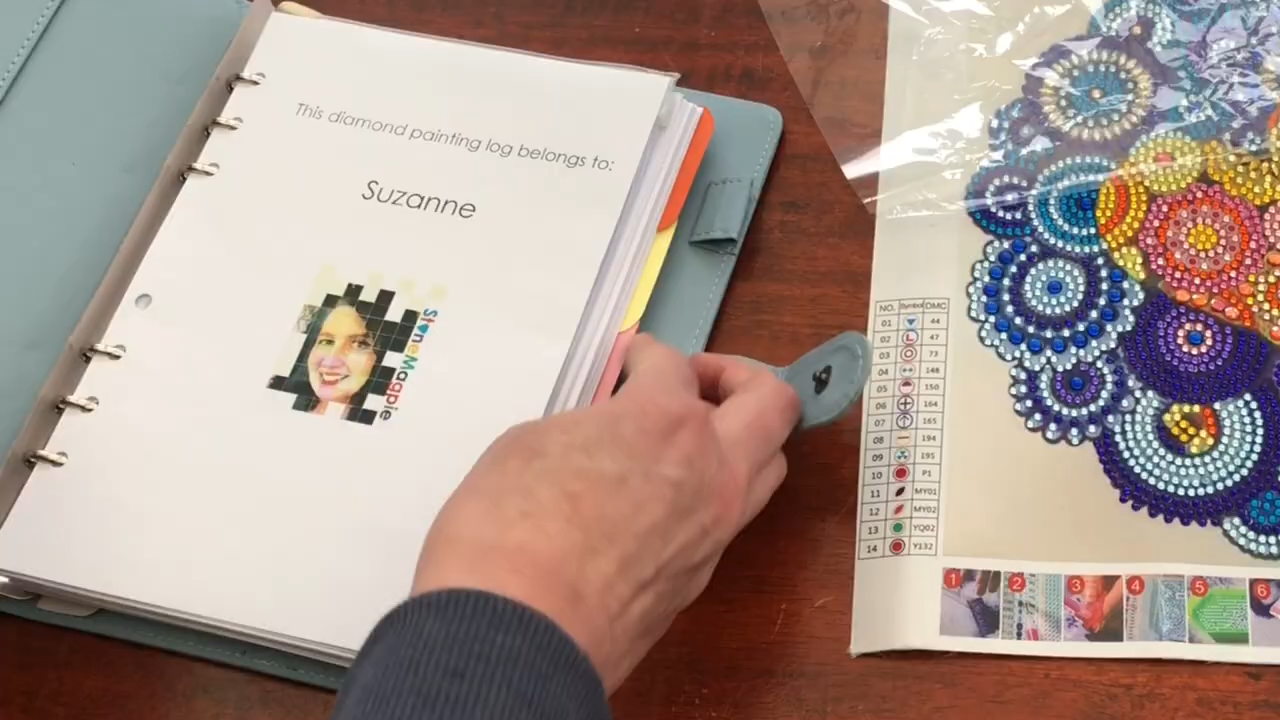 This diamond painting log belongs to:
Suzanne
StoneMagpie
NO. Symbol DMC
01 44
02 L 47
03 73
04 148
05 150
06 164
07 165
08 194
09 195
10 P1
11 MY01
12 MY02
13 YQ02
14 Y132
1 2 3 4 5 6